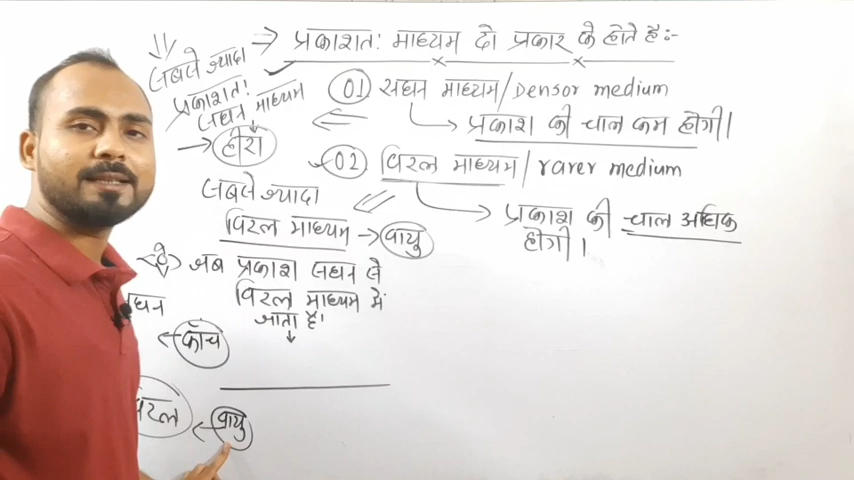 ⇒ प्रकाशत: माध्यम दो प्रकार के होते है:-
01 सघन माध्यम/Densor medium
→ प्रकाश की चाल कम होगी।
02 विरल माध्यम/rarer medium
→ प्रकाश की चाल अधिक
होगी।
सबसे ज्यादा
प्रकाशत:
सघन माध्यम
→ हीरा
सबसे ज्यादा
विरल माध्यम → वायु
जब प्रकाश सघन से
विरल माध्यम में
जाता है।
काँच
वायु